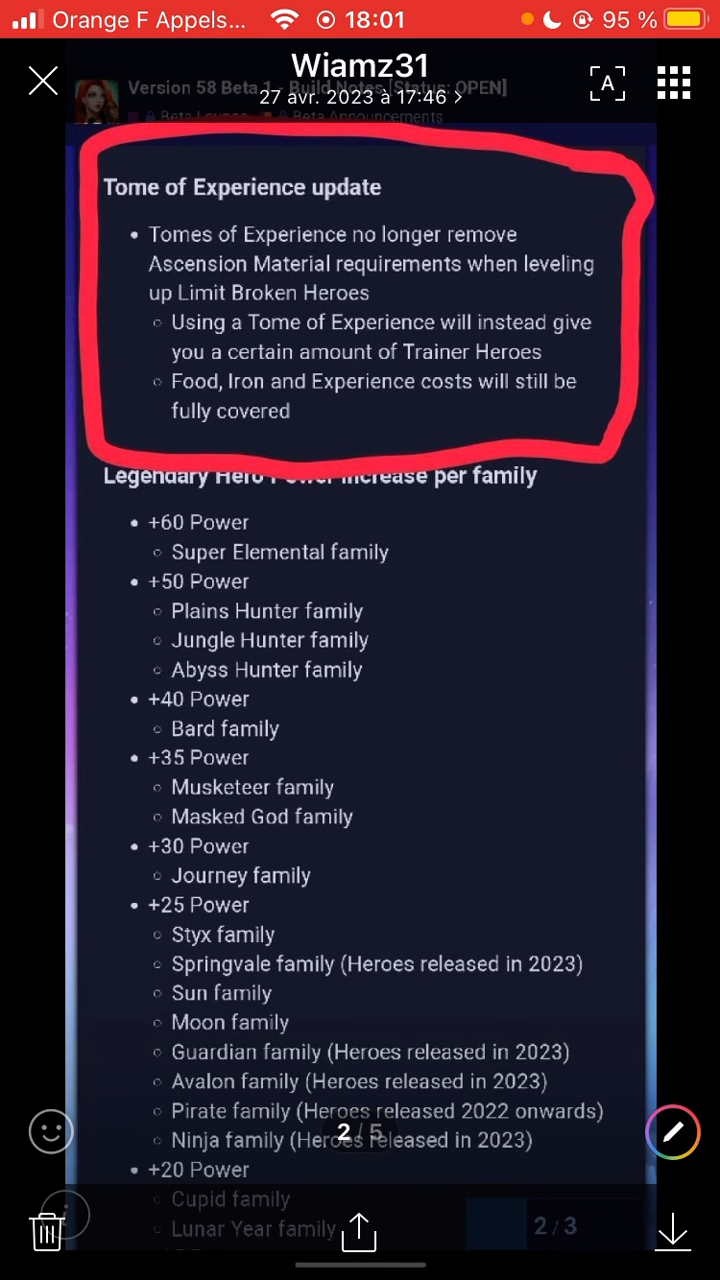 Orange F Appels... 18:01 95 %
Wiamz31
27 avr. 2023 à 17:46 >
A
Version 58 Beta 1 - Build Notes [Status: OPEN]
Beta Lounge Beta Announcements
Tome of Experience update
• Tomes of Experience no longer remove
Ascension Material requirements when leveling
up Limit Broken Heroes
○ Using a Tome of Experience will instead give
you a certain amount of Trainer Heroes
○ Food, Iron and Experience costs will still be
fully covered
Legendary Hero Power increase per family
• +60 Power
○ Super Elemental family
• +50 Power
○ Plains Hunter family
○ Jungle Hunter family
○ Abyss Hunter family
• +40 Power
○ Bard family
• +35 Power
○ Musketeer family
○ Masked God family
• +30 Power
○ Journey family
• +25 Power
○ Styx family
○ Springvale family (Heroes released in 2023)
○ Sun family
○ Moon family
○ Guardian family (Heroes released in 2023)
○ Avalon family (Heroes released in 2023)
○ Pirate family (Heroes released 2022 onwards)
○ Ninja family (Heroes released in 2023)
2 / 5
• +20 Power
○ Cupid family
○ Lunar Year family
2 / 3